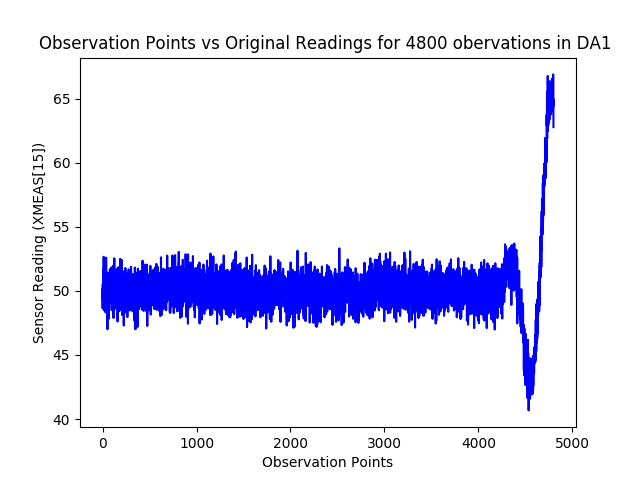 Observation Points vs Original Readings for 4800 obervations in DA1
65
60
55
50
45
40
Sensor Reading (XMEAS[15])
0 1000 2000 3000 4000 5000
Observation Points